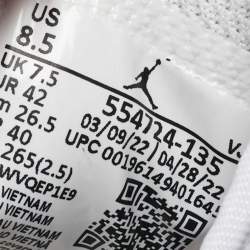 US
8.5
UK 7.5
UR 42
m 26.5
40
265(2.5)
WVQEP1E9
VIETNAM
VIETNAM
VIETNAM
554724-135
V.
03/09/22
04/28/22
UPC 00196149401645